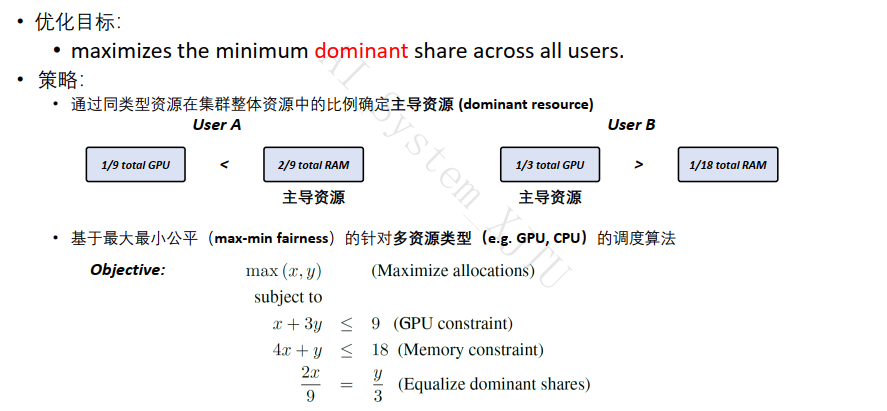 • 优化目标:
• maximizes the minimum dominant share across all users.
• 策略:
• 通过同类型资源在集群整体资源中的比例确定主导资源 (dominant resource)
User A User B
1/9 total GPU < 2/9 total RAM 1/3 total GPU > 1/18 total RAM
主导资源 主导资源
• 基于最大最小公平（max-min fairness）的针对多资源类型（e.g. GPU, CPU）的调度算法
Objective: max (x, y) (Maximize allocations)
subject to
x + 3y ≤ 9 (GPU constraint)
4x + y ≤ 18 (Memory constraint)
2x/9 = y/3 (Equalize dominant shares)
AI System_XJTU